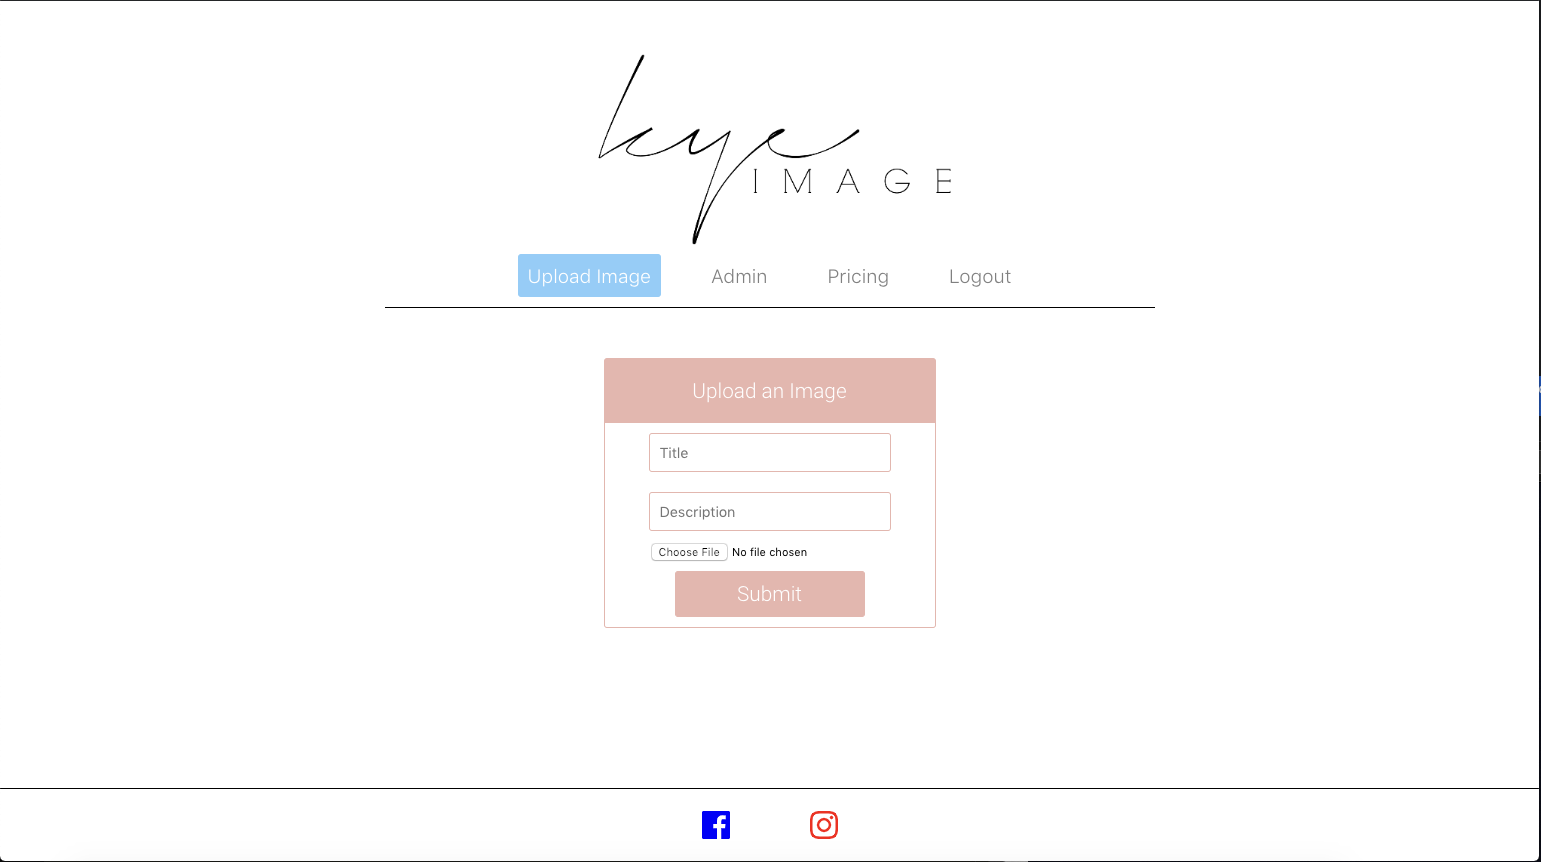 kye
IMAGE
Upload Image Admin Pricing Logout
Upload an Image
Title
Description
Choose File No file chosen
Submit